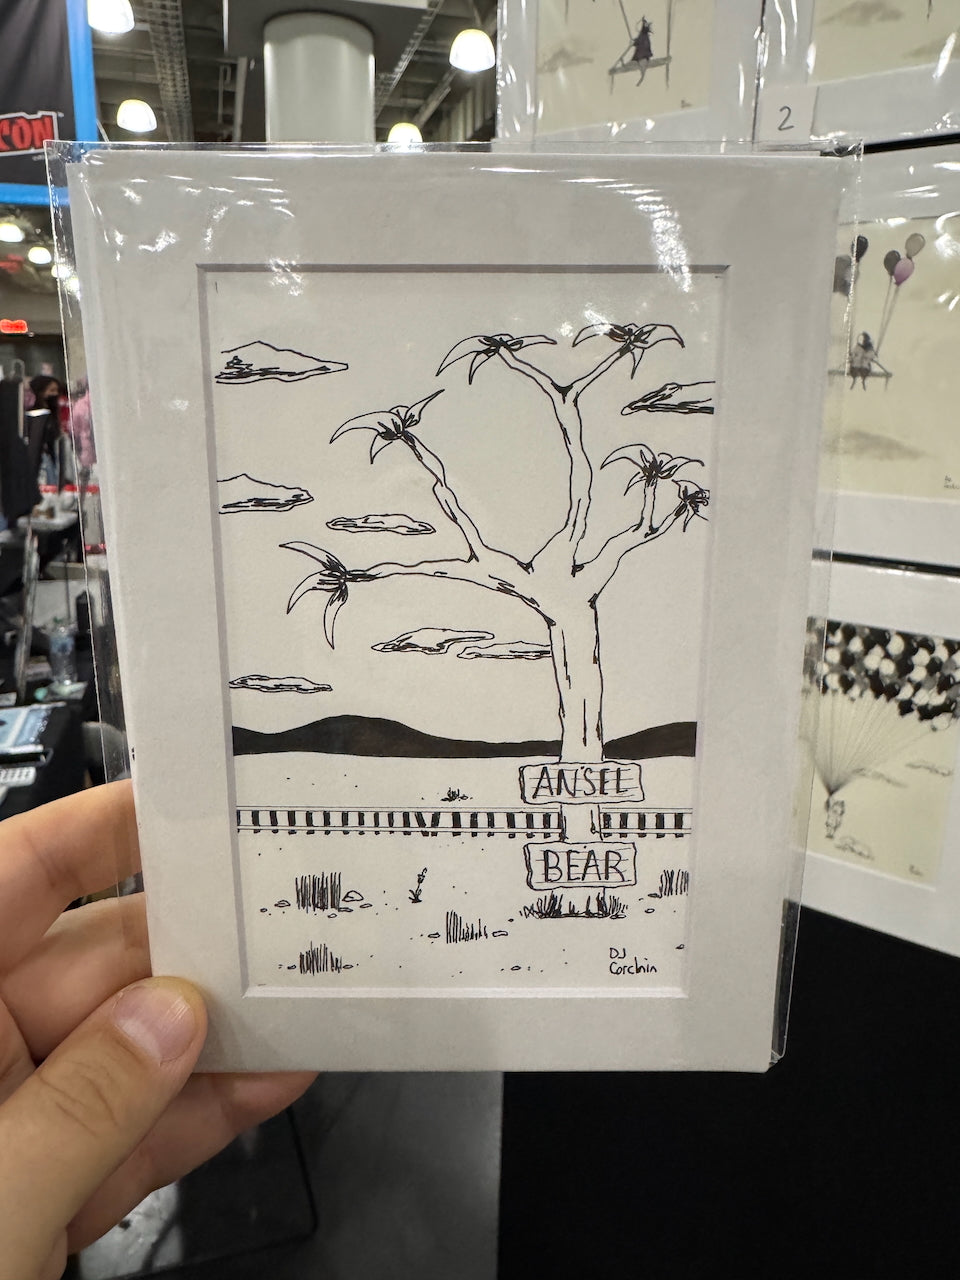 CON
2
ANSEL
BEAR
DJ
Corchin